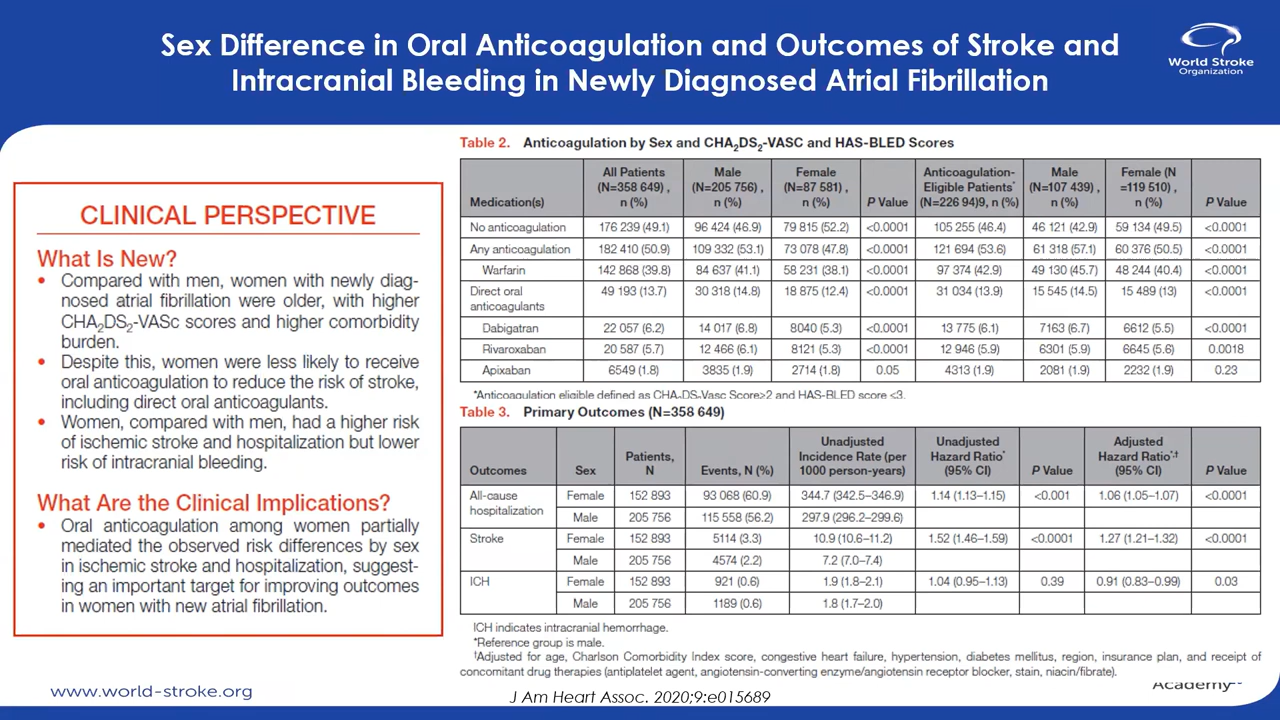 Sex Difference in Oral Anticoagulation and Outcomes of Stroke and
Intracranial Bleeding in Newly Diagnosed Atrial Fibrillation
World Stroke
Organization
CLINICAL PERSPECTIVE
What Is New?
• Compared with men, women with newly diag-
nosed atrial fibrillation were older, with higher
CHA2DS2-VASc scores and higher comorbidity
burden.
• Despite this, women were less likely to receive
oral anticoagulation to reduce the risk of stroke,
including direct oral anticoagulants.
• Women, compared with men, had a higher risk
of ischemic stroke and hospitalization but lower
risk of intracranial bleeding.
What Are the Clinical Implications?
• Oral anticoagulation among women partially
mediated the observed risk differences by sex
in ischemic stroke and hospitalization, suggest-
ing an important target for improving outcomes
in women with new atrial fibrillation.
Table 2. Anticoagulation by Sex and CHA2DS2-VASC and HAS-BLED Scores
Medication(s) All Patients (N=358 649) , n (%) Male (N=205 756) , n (%) Female (N=87 581) , n (%) P Value Anticoagulation-Eligible Patients* (N=226 94)9, n (%) Male (N=107 439) , n (%) Female (N =119 510) , n (%) P Value
No anticoagulation 176 239 (49.1) 96 424 (46.9) 79 815 (52.2) <0.0001 105 255 (46.4) 46 121 (42.9) 59 134 (49.5) <0.0001
Any anticoagulation 182 410 (50.9) 109 332 (53.1) 73 078 (47.8) <0.0001 121 694 (53.6) 61 318 (57.1) 60 376 (50.5) <0.0001
Warfarin 142 868 (39.8) 84 637 (41.1) 58 231 (38.1) <0.0001 97 374 (42.9) 49 130 (45.7) 48 244 (40.4) <0.0001
Direct oral anticoagulants 49 193 (13.7) 30 318 (14.8) 18 875 (12.4) <0.0001 31 034 (13.9) 15 545 (14.5) 15 489 (13) <0.0001
Dabigatran 22 057 (6.2) 14 017 (6.8) 8040 (5.3) <0.0001 13 775 (6.1) 7163 (6.7) 6612 (5.5) <0.0001
Rivaroxaban 20 587 (5.7) 12 466 (6.1) 8121 (5.3) <0.0001 12 946 (5.9) 6301 (5.9) 6645 (5.6) 0.0018
Apixaban 6549 (1.8) 3835 (1.9) 2714 (1.8) 0.05 4313 (1.9) 2081 (1.9) 2232 (1.9) 0.23
*Anticoagulation eligible defined as CHA2DS2-Vasc Score≥2 and HAS-BLED score ≤3.
Table 3. Primary Outcomes (N=358 649)
Outcomes Sex Patients, N Events, N (%) Unadjusted Incidence Rate (per 1000 person-years) Unadjusted Hazard Ratio* (95% CI) P Value Adjusted Hazard Ratio*,† (95% CI) P Value
All-cause hospitalization Female 152 893 93 068 (60.9) 344.7 (342.5–346.9) 1.14 (1.13–1.15) <0.001 1.06 (1.05–1.07) <0.0001
Male 205 756 115 558 (56.2) 297.9 (296.2–299.6)
Stroke Female 152 893 5114 (3.3) 10.9 (10.6–11.2) 1.52 (1.46–1.59) <0.0001 1.27 (1.21–1.32) <0.0001
Male 205 756 4574 (2.2) 7.2 (7.0–7.4)
ICH Female 152 893 921 (0.6) 1.9 (1.8–2.1) 1.04 (0.95–1.13) 0.39 0.91 (0.83–0.99) 0.03
Male 205 756 1189 (0.6) 1.8 (1.7–2.0)
ICH indicates intracranial hemorrhage.
*Reference group is male.
†Adjusted for age, Charlson Comorbidity Index score, congestive heart failure, hypertension, diabetes mellitus, region, insurance plan, and receipt of
concomitant drug therapies (antiplatelet agent, angiotensin-converting enzyme/angiotensin receptor blocker, stain, niacin/fibrate).
www.world-stroke.org
J Am Heart Assoc. 2020;9:e015689
Academy